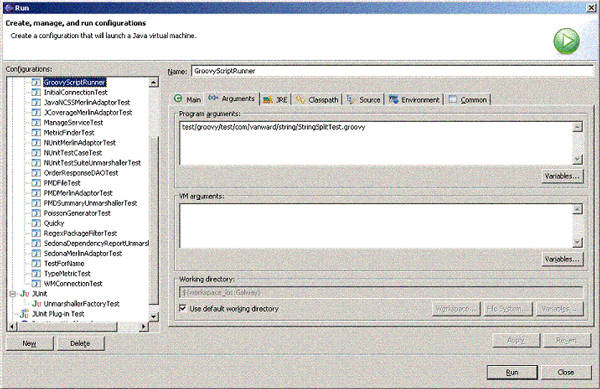 Run
Create, manage, and run configurations
Create a configuration that will launch a Java virtual machine.
Configurations:
GroovyScriptRunner
InitialConnectionTest
JavaNCSSMerlinAdaptorTest
JCoverageMerlinAdaptorTest
ManageServiceTest
MetricFinderTest
NUnitMerlinAdaptorTest
NUnitTestCaseTest
NUnitTestSuiteUnmarshallerTest
OrderResponseDAOTest
PMDFileTest
PMDMerlinAdaptorTest
PMDSummaryUnmarshallerTest
PoissonGeneratorTest
Quicky
RegexPackageFilterTest
SedonaDependencyReportUnmars
SedonaMerlinAdaptorTest
TestForName
TypeMetricTest
WMConnectionTest
JUnit
UnmarshallerFactoryTest
JUnit Plug-in Test
New Delete
Name: GroovyScriptRunner
Main Arguments JRE Classpath Source Environment Common
Program arguments:
test/groovy/test/com/vanward/string/StringSplitTest.groovy
Variables...
VM arguments:
Variables...
Working directory:
${workspace_loc:Galway}
Use default working directory
Workspace... File System... Variables...
Apply Revert
Run Close